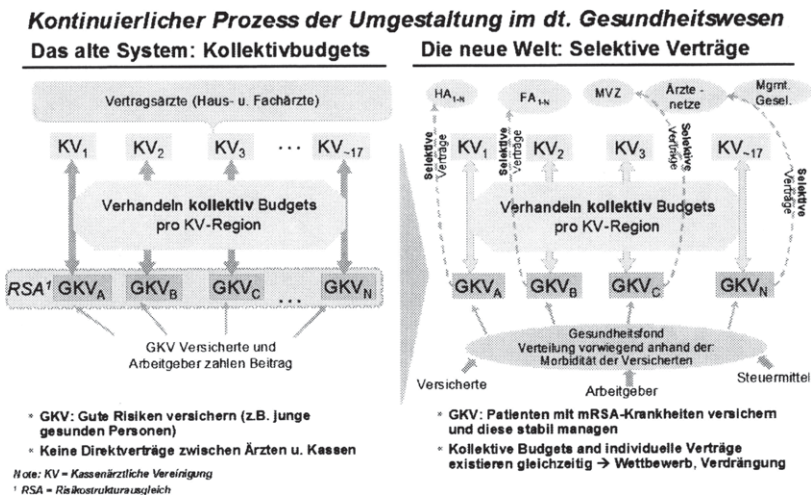 Kontinuierlicher Prozess der Umgestaltung im dt. Gesundheitswesen
Das alte System: Kollektivbudgets
Vertragsärzte (Haus- u. Fachärzte)
KV1 KV2 KV3 ... KV~17
Verhandeln kollektiv Budgets
pro KV-Region
RSA¹ GKVA GKVB GKVC ... GKVN
GKV Versicherte und
Arbeitgeber zahlen Beitrag
* GKV: Gute Risiken versichern (z.B. junge
gesunden Personen)
* Keine Direktverträge zwischen Ärzten u. Kassen
Note: KV = Kassenärztliche Vereinigung
¹ RSA = Risikostrukturausgleich
Die neue Welt: Selektive Verträge
HA1-N
FA1-N
MVZ
Ärzte-
netze
Mgmt.
Gesel.
KV1 KV2 KV3 KV~17
Selektive
Verträge
Selektive
Verträge
Selektive
Verträge
Selektive
Verträge
Verhandeln kollektiv Budgets
pro KV-Region
GKVA GKVB GKVC GKVN
Gesundheitsfond
Verteilung vorwiegend anhand der
Morbidität der Versicherten
Versicherte
Arbeitgeber
Steuermittel
* GKV: Patienten mit mRSA-Krankheiten versichern
und diese stabil managen
* Kollektive Budgets and individuelle Verträge
existieren gleichzeitig → Wettbewerb, Verdrängung